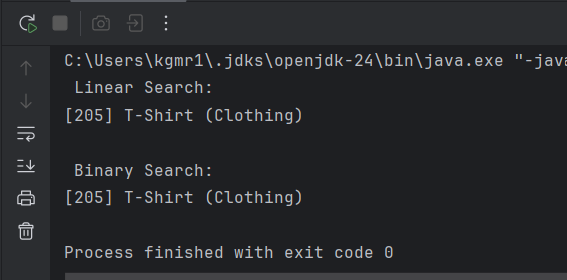 C:\Users\kgmr1\.jdks\openjdk-24\bin\java.exe "-jav
Linear Search:
[205] T-Shirt (Clothing)
Binary Search:
[205] T-Shirt (Clothing)
Process finished with exit code 0